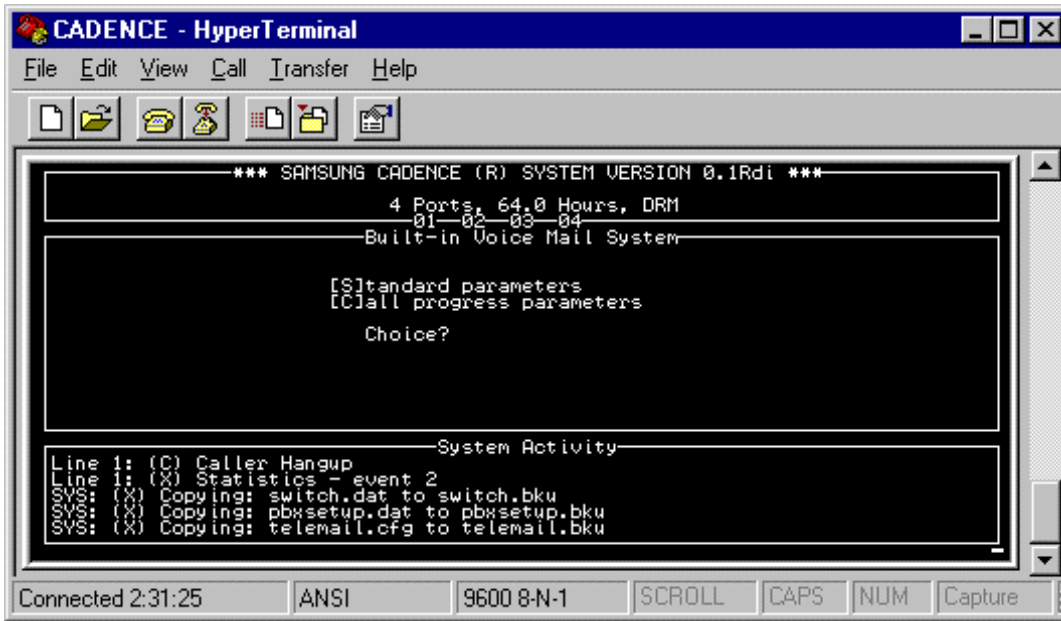 CADENCE - HyperTerminal
File Edit View Call Transfer Help
*** SAMSUNG CADENCE (R) SYSTEM VERSION 0.1Rdi ***
4 Ports, 64.0 Hours, DRM
01 02 03 04
Built-in Voice Mail System
[S]tandard parameters
[C]all progress parameters
Choice?
System Activity
Line 1: (C) Caller Hangup
Line 1: (X) Statistics - event 2
SYS: (X) Copying: switch.dat to switch.bku
SYS: (X) Copying: pbxsetup.dat to pbxsetup.bku
SYS: (X) Copying: telemail.cfg to telemail.bku
Connected 2:31:25 ANSI 9600 8-N-1 SCROLL CAPS NUM Capture